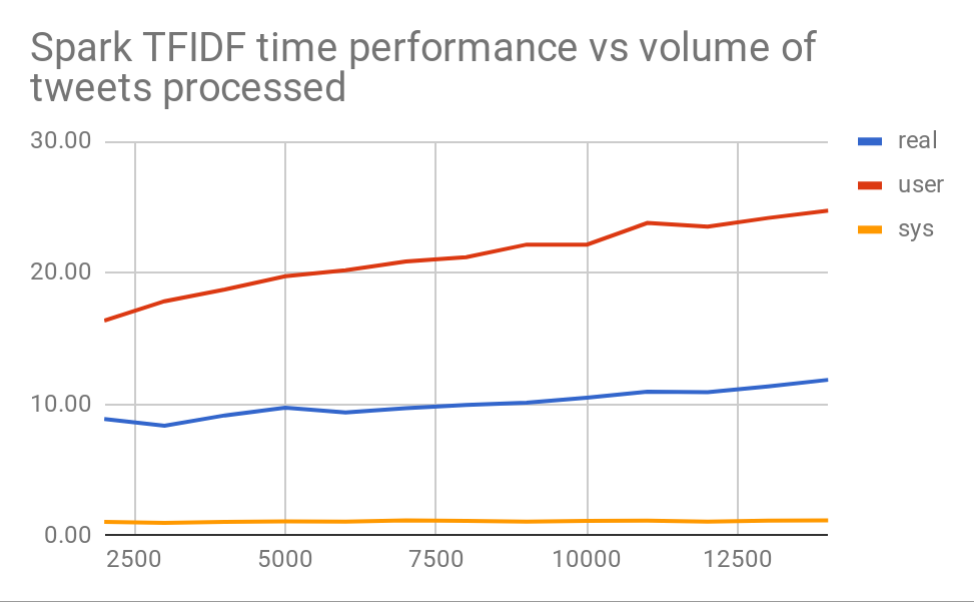 Spark TFIDF time performance vs volume of
tweets processed
30.00
20.00
10.00
0.00
2500
5000
7500
10000
12500
real
user
sys